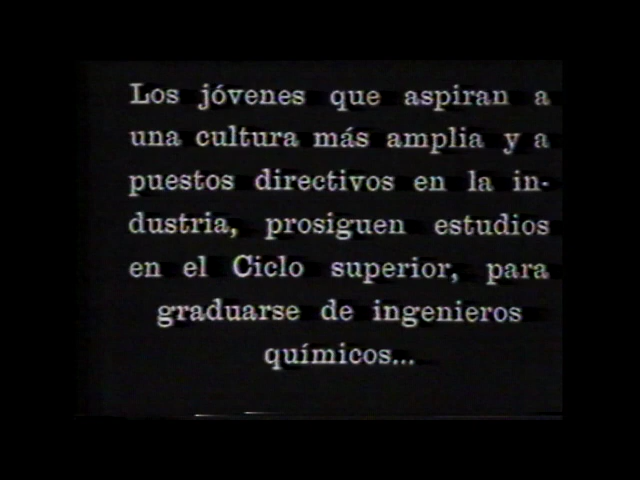 Los jóvenes que aspiran a
una cultura más amplia y a
puestos directivos en la in-
dustria, prosiguen estudios
en el Ciclo superior, para
graduarse de ingenieros
químicos...